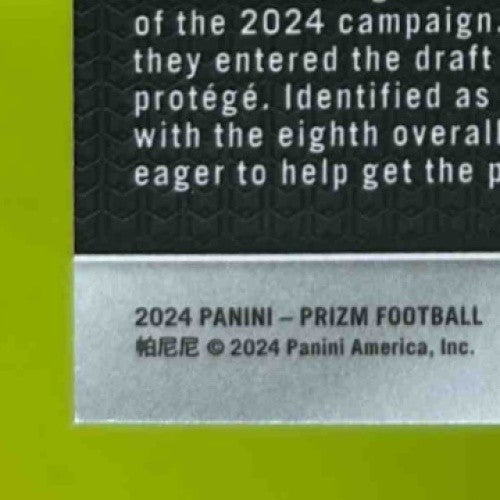 of the 2024 campaign.
they entered the draft
protégé. Identified as
with the eighth overall
eager to help get the p
2024 PANINI – PRIZM FOOTBALL
帕尼尼 © 2024 Panini America, Inc.